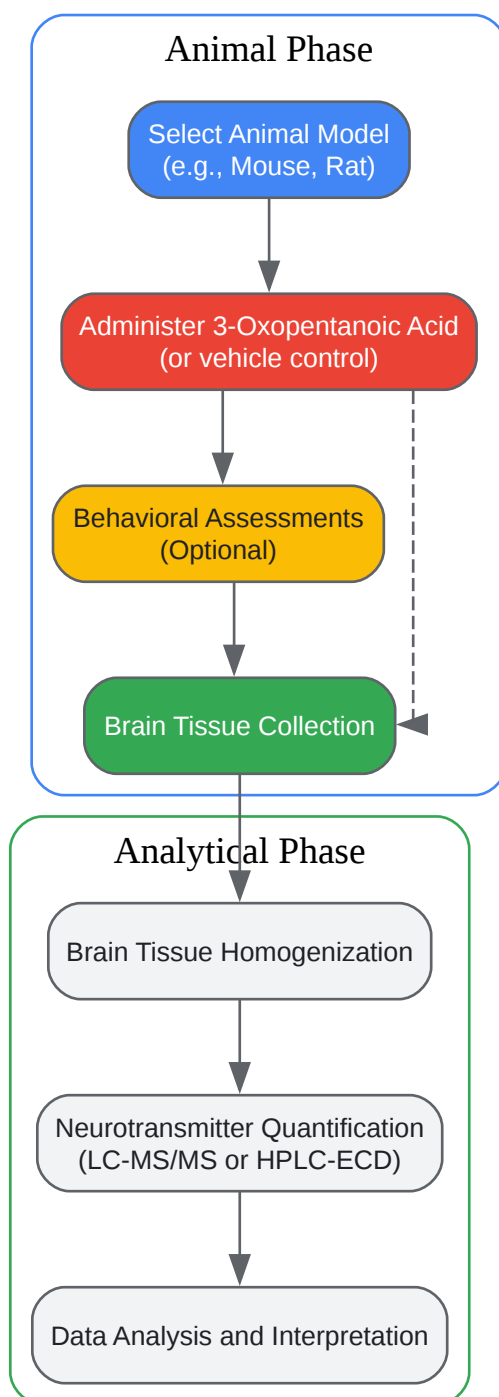 Animal Phase
Select Animal Model
(e.g., Mouse, Rat)
Administer 3-Oxopentanoic Acid
(or vehicle control)
Behavioral Assessments
(Optional)
Brain Tissue Collection
Analytical Phase
Brain Tissue Homogenization
Neurotransmitter Quantification
(LC-MS/MS or HPLC-ECD)
Data Analysis and Interpretation